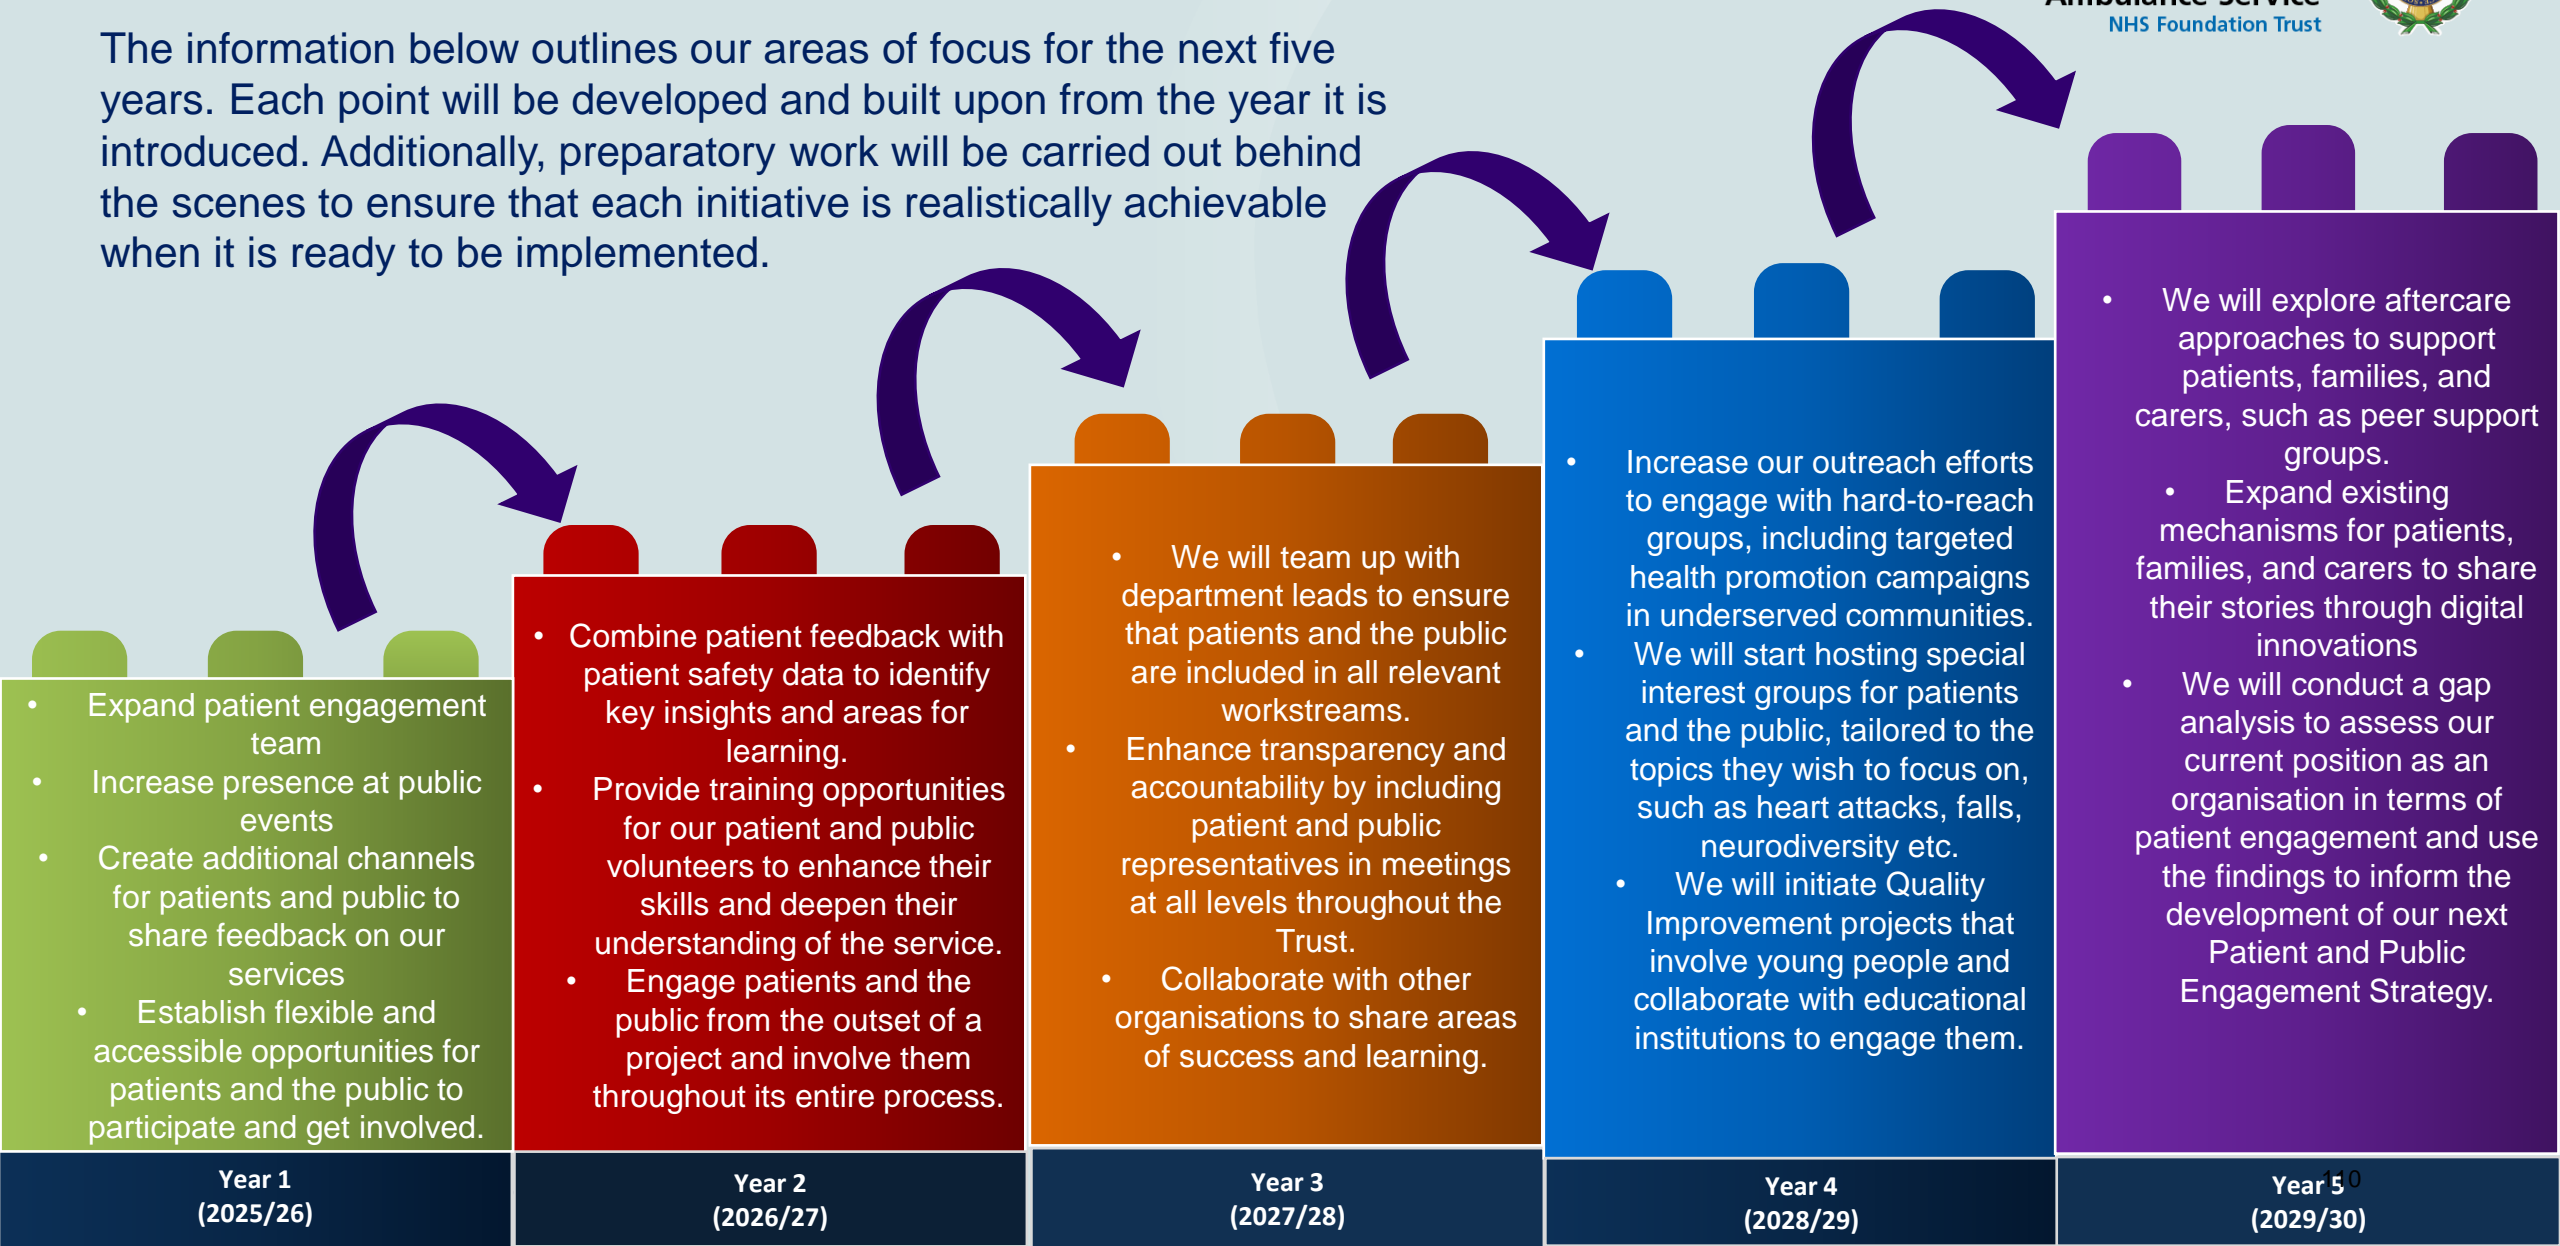 Ambulance Service
NHS Foundation Trust
The information below outlines our areas of focus for the next five
years. Each point will be developed and built upon from the year it is
introduced. Additionally, preparatory work will be carried out behind
the scenes to ensure that each initiative is realistically achievable
when it is ready to be implemented.
• Expand patient engagement
team
• Increase presence at public
events
• Create additional channels
for patients and public to
share feedback on our
services
• Establish flexible and
accessible opportunities for
patients and the public to
participate and get involved.
Year 1
(2025/26)
• Combine patient feedback with
patient safety data to identify
key insights and areas for
learning.
• Provide training opportunities
for our patient and public
volunteers to enhance their
skills and deepen their
understanding of the service.
• Engage patients and the
public from the outset of a
project and involve them
throughout its entire process.
Year 2
(2026/27)
• We will team up with
department leads to ensure
that patients and the public
are included in all relevant
workstreams.
• Enhance transparency and
accountability by including
patient and public
representatives in meetings
at all levels throughout the
Trust.
• Collaborate with other
organisations to share areas
of success and learning.
Year 3
(2027/28)
• Increase our outreach efforts
to engage with hard-to-reach
groups, including targeted
health promotion campaigns
in underserved communities.
• We will start hosting special
interest groups for patients
and the public, tailored to the
topics they wish to focus on,
such as heart attacks, falls,
neurodiversity etc.
• We will initiate Quality
Improvement projects that
involve young people and
collaborate with educational
institutions to engage them.
Year 4
(2028/29)
• We will explore aftercare
approaches to support
patients, families, and
carers, such as peer support
groups.
• Expand existing
mechanisms for patients,
families, and carers to share
their stories through digital
innovations
• We will conduct a gap
analysis to assess our
current position as an
organisation in terms of
patient engagement and use
the findings to inform the
development of our next
Patient and Public
Engagement Strategy.
Year 5
(2029/30)
110